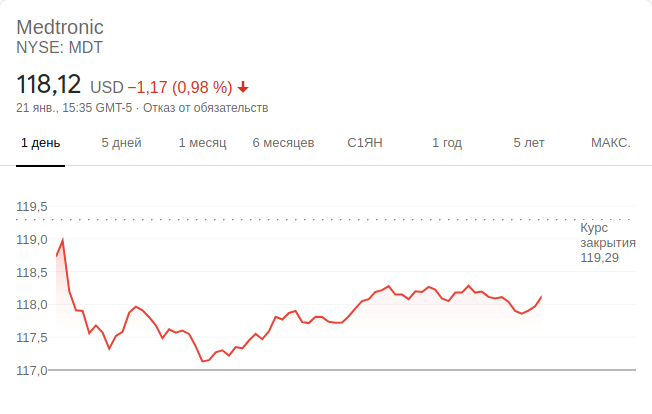 Medtronic
NYSE: MDT
118,12 USD −1,17 (0,98 %)
21 янв., 15:35 GMT-5 · Отказ от обязательств
1 день 5 дней 1 месяц 6 месяцев С1ЯН 1 год 5 лет МАКС.
119,5
119,0
118,5
118,0
117,5
117,0
Курс
закрытия
119,29